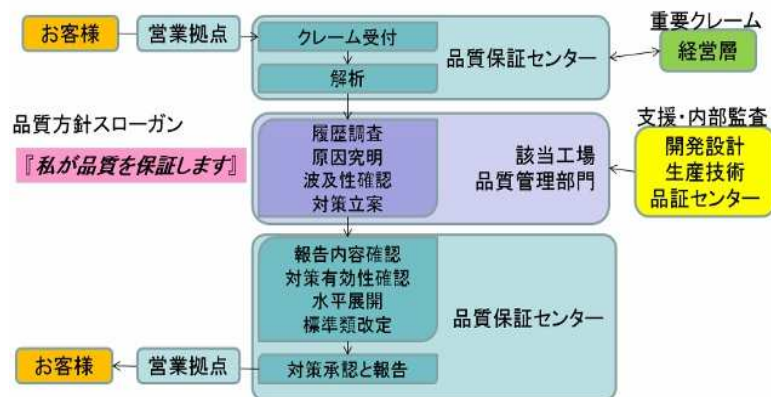 お客様
営業拠点
クレーム受付
解析
品質保証センター
重要クレーム
経営層
品質方針スローガン
『私が品質を保証します』
履歴調査
原因究明
波及性確認
対策立案
該当工場
品質管理部門
支援・内部監査
開発設計
生産技術
品証センター
報告内容確認
対策有効性確認
水平展開
標準類改定
品質保証センター
お客様
営業拠点
対策承認と報告